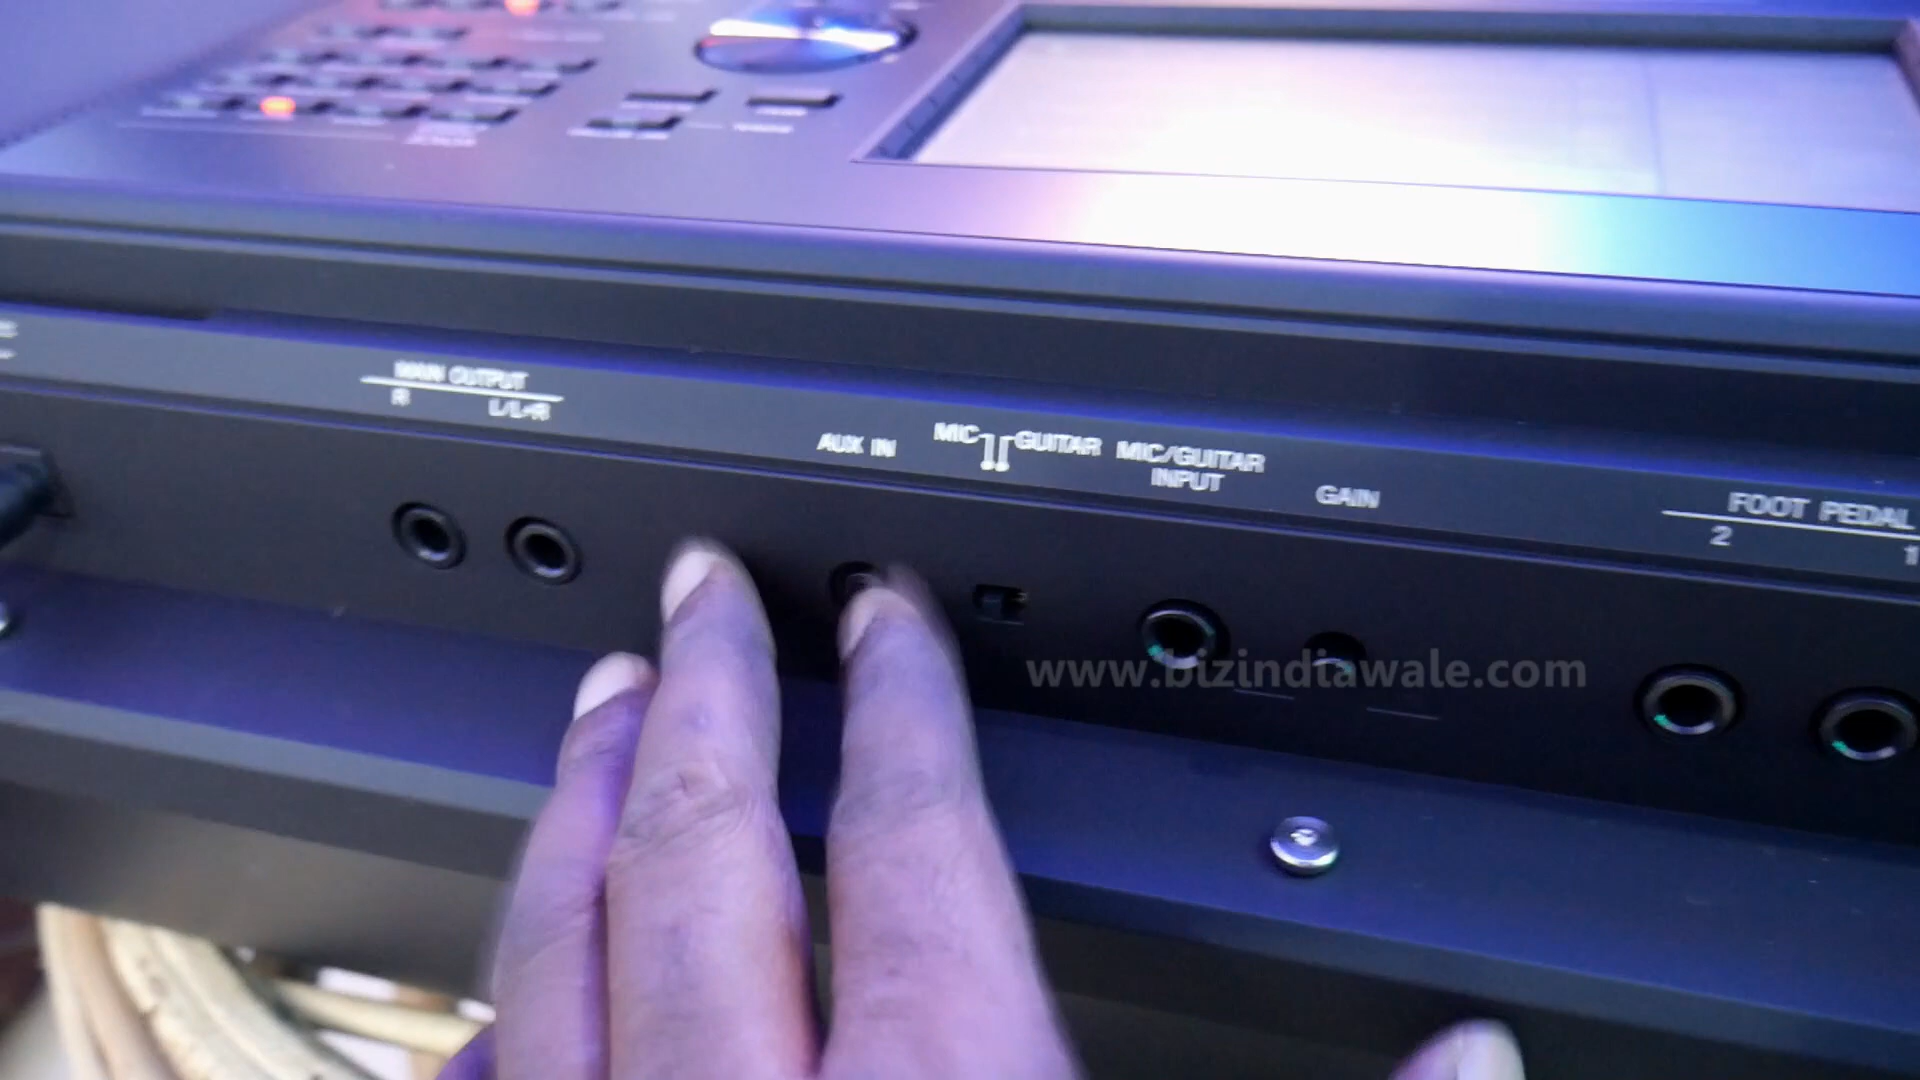 MAIN OUTPUT
R L/L+R
AUX IN
MIC GUITAR
MIC/GUITAR
INPUT
GAIN
FOOT PEDAL
2 1
www.bizindiawale.com